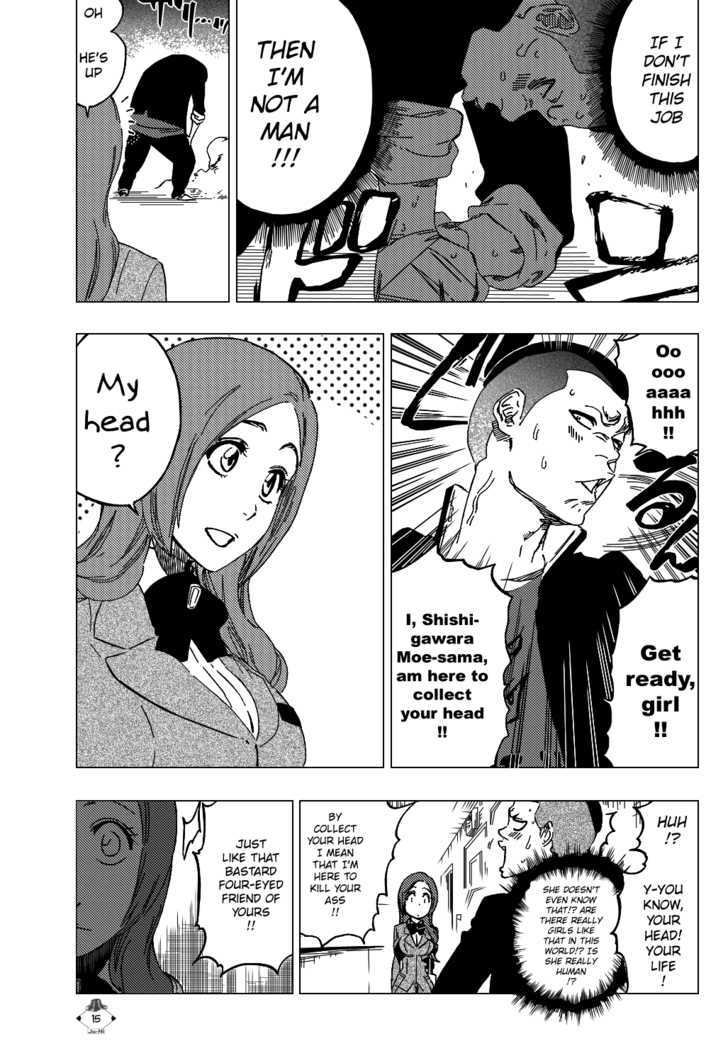 IF I
DON'T
FINISH
THIS
JOB
THEN
I'M
NOT A
MAN
!!!
OH
HE'S
UP
Oo
ooo
aaaa
hhh
!!
Get
ready,
girl
!!
I, Shishi-
gawara
Moe-sama,
am here to
collect
your head
!!
My
head
?
HUH
!?
Y-YOU
KNOW,
YOUR
HEAD!
YOUR
LIFE
!
SHE DOESN'T
EVEN KNOW
THAT!? ARE
THERE REALLY
GIRLS LIKE
THAT IN THIS
WORLD!? IS
SHE REALLY
HUMAN
!?
BY
COLLECT
YOUR HEAD
I MEAN
THAT I'M
HERE TO
KILL YOUR
ASS
!!
JUST
LIKE THAT
BASTARD
FOUR-EYED
FRIEND OF
YOURS
!!
15